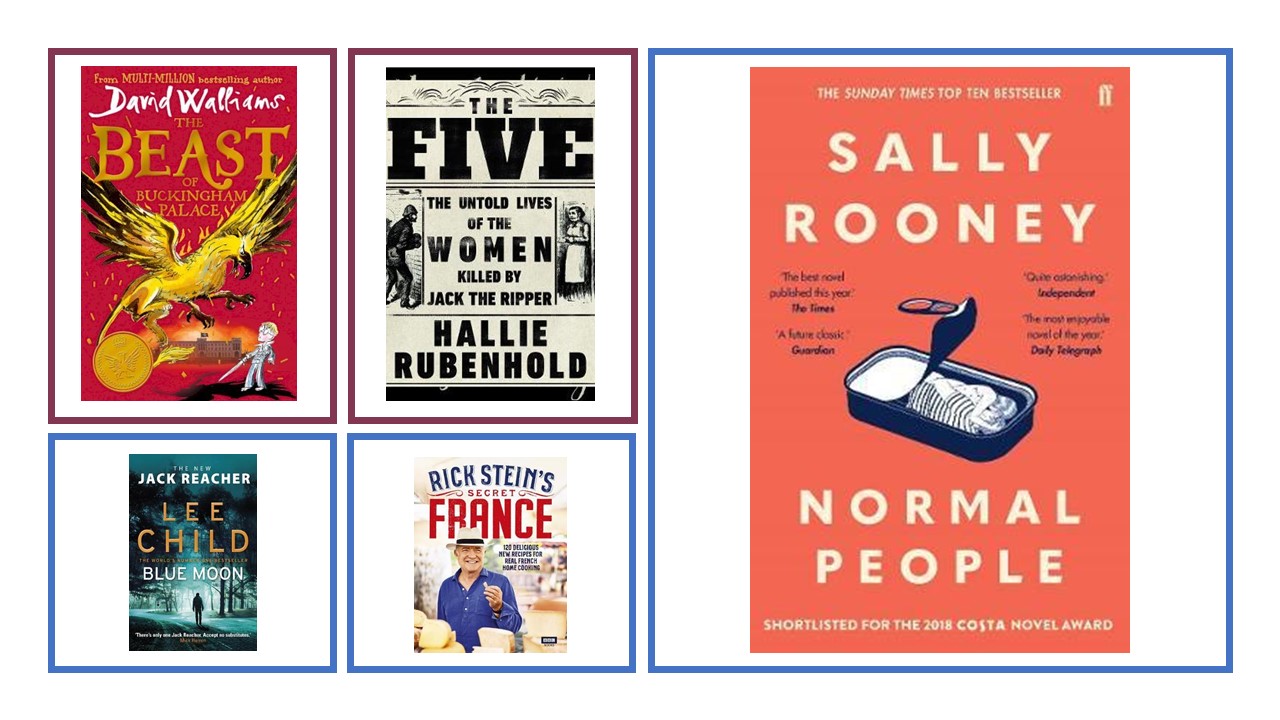 From MULTI-MILLION bestselling author
David Walliams
THE
BEAST
OF
BUCKINGHAM
PALACE
THE
FIVE
THE UNTOLD LIVES
OF THE
WOMEN
KILLED BY
JACK THE RIPPER
HALLIE
RUBENHOLD
THE NEW
JACK REACHER
LEE
CHILD
THE WORLD'S NUMBER ONE BESTSELLER
BLUE MOON
'There's only one Jack Reacher. Accept no substitutes.'
RICK STEIN'S
SECRET
FRANCE
120 DELICIOUS
NEW RECIPES FOR
REAL FRENCH
HOME COOKING
BBC
THE SUNDAY TIMES TOP TEN BESTSELLER
ff
SALLY
ROONEY
'The best novel
published this year.'
The Times
'A future classic.'
Guardian
'Quite astonishing.'
Independent
'The most enjoyable
novel of the year.'
Daily Telegraph
NORMAL
PEOPLE
SHORTLISTED FOR THE 2018 COSTA NOVEL AWARD